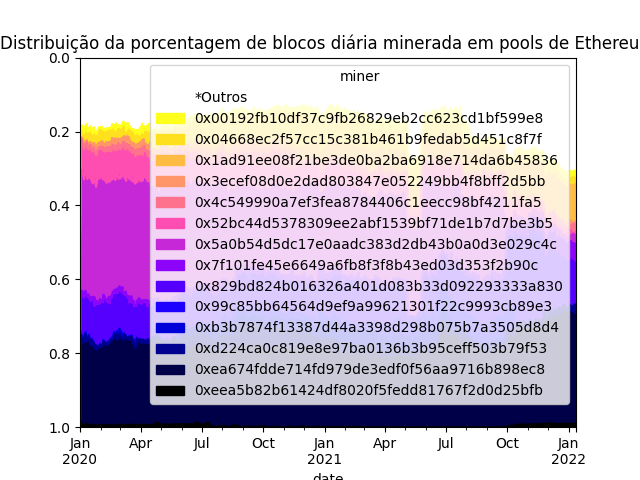 Distribuição da porcentagem de blocos diária minerada em pools de Ethereu
miner
*Outros
0x00192fb10df37c9fb26829eb2cc623cd1bf599e8
0x04668ec2f57cc15c381b461b9fedab5d451c8f7f
0x1ad91ee08f21be3de0ba2ba6918e714da6b45836
0x3ecef08d0e2dad803847e052249bb4f8bff2d5bb
0x4c549990a7ef3fea8784406c1eecc98bf4211fa5
0x52bc44d5378309ee2abf1539bf71de1b7d7be3b5
0x5a0b54d5dc17e0aadc383d2db43b0a0d3e029c4c
0x7f101fe45e6649a6fb8f3f8b43ed03d353f2b90c
0x829bd824b016326a401d083b33d092293333a830
0x99c85bb64564d9ef9a99621301f22c9993cb89e3
0xb3b7874f13387d44a3398d298b075b7a3505d8d4
0xd224ca0c819e8e97ba0136b3b95ceff503b79f53
0xea674fdde714fd979de3edf0f56aa9716b898ec8
0xeea5b82b61424df8020f5fedd81767f2d0d25bfb
0.0
0.2
0.4
0.6
0.8
1.0
Jan Apr Jul Oct Jan Apr Jul Oct Jan
2020 2021 2022
date